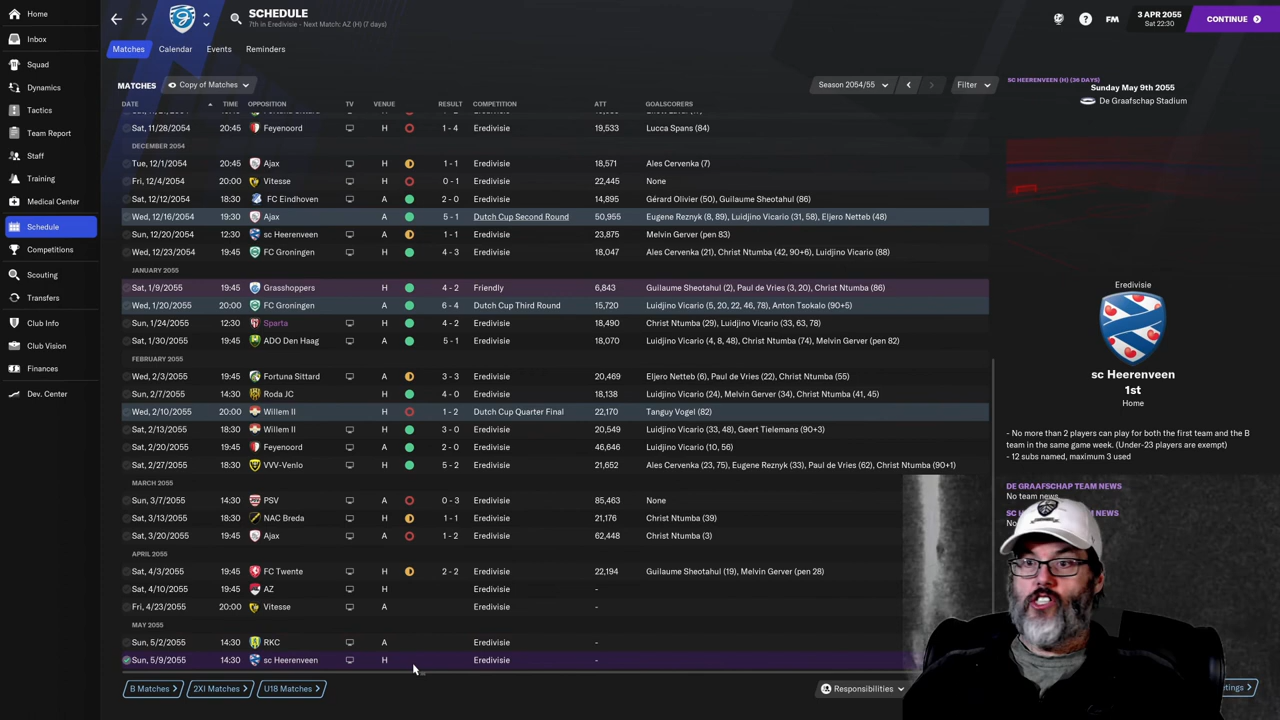 Home
SCHEDULE
7th in Eredivisie - Next Match: AZ (H) (7 days)
FM
3 APR 2055
Sat 22:30
CONTINUE
Inbox
Squad
Dynamics
Tactics
Team Report
Staff
Training
Medical Center
Schedule
Competitions
Scouting
Transfers
Club Info
Club Vision
Finances
Dev. Center
Matches Calendar Events Reminders
MATCHES Copy of Matches Season 2054/55 Filter
DATE TIME OPPOSITION TV VENUE RESULT COMPETITION ATT GOALSCORERS
Sat, 11/28/2054 20:45 Feyenoord H 1 - 4 Eredivisie 19,533 Lucca Spans (84)
DECEMBER 2054
Tue, 12/1/2054 20:45 Ajax H 1 - 1 Eredivisie 18,571 Ales Cervenka (7)
Fri, 12/4/2054 20:00 Vitesse H 0 - 1 Eredivisie 22,445 None
Sat, 12/12/2054 18:30 FC Eindhoven A 2 - 0 Eredivisie 14,895 Gérard Olivier (50), Guilaume Sheotahul (86)
Wed, 12/16/2054 19:30 Ajax A 5 - 1 Dutch Cup Second Round 50,955 Eugene Reznyk (8, 89), Luidjino Vicario (31, 58), Eljero Netteb (48)
Sun, 12/20/2054 12:30 sc Heerenveen A 1 - 1 Eredivisie 23,875 Melvin Gerver (pen 83)
Wed, 12/23/2054 19:45 FC Groningen H 4 - 3 Eredivisie 18,047 Ales Cervenka (21), Christ Ntumba (42, 90+6), Luidjino Vicario (88)
JANUARY 2055
Sat, 1/9/2055 19:45 Grasshoppers H 4 - 2 Friendly 6,843 Guilaume Sheotahul (2), Paul de Vries (3, 20), Christ Ntumba (86)
Wed, 1/20/2055 20:00 FC Groningen A 6 - 4 Dutch Cup Third Round 15,720 Luidjino Vicario (5, 20, 22, 46, 78), Anton Tsokalo (90+5)
Sun, 1/24/2055 12:30 Sparta H 4 - 2 Eredivisie 18,490 Christ Ntumba (29), Luidjino Vicario (33, 63, 78)
Sat, 1/30/2055 19:45 ADO Den Haag A 5 - 1 Eredivisie 18,070 Luidjino Vicario (4, 8, 48), Christ Ntumba (74), Melvin Gerver (pen 82)
FEBRUARY 2055
Wed, 2/3/2055 19:45 Fortuna Sittard A 3 - 3 Eredivisie 20,469 Eljero Netteb (6), Paul de Vries (22), Christ Ntumba (55)
Sun, 2/7/2055 14:30 Roda JC H 4 - 0 Eredivisie 18,138 Luidjino Vicario (24), Melvin Gerver (34), Christ Ntumba (41, 45)
Wed, 2/10/2055 20:00 Willem II H 1 - 2 Dutch Cup Quarter Final 22,170 Tanguy Vogel (82)
Sat, 2/13/2055 18:30 Willem II H 3 - 0 Eredivisie 20,549 Luidjino Vicario (33, 48), Geert Tielemans (90+3)
Sat, 2/20/2055 19:45 Feyenoord A 2 - 0 Eredivisie 46,646 Luidjino Vicario (10, 56)
Sat, 2/27/2055 18:30 VVV-Venlo H 5 - 2 Eredivisie 21,652 Ales Cervenka (23, 75), Eugene Reznyk (33), Paul de Vries (62), Christ Ntumba (90+1)
MARCH 2055
Sun, 3/7/2055 14:30 PSV A 0 - 3 Eredivisie 85,463 None
Sat, 3/13/2055 18:30 NAC Breda H 1 - 1 Eredivisie 21,176 Christ Ntumba (39)
Sat, 3/20/2055 19:45 Ajax A 1 - 2 Eredivisie 62,448 Christ Ntumba (3)
APRIL 2055
Sat, 4/3/2055 19:45 FC Twente H 2 - 2 Eredivisie 22,194 Guilaume Sheotahul (19), Melvin Gerver (pen 28)
Sat, 4/10/2055 19:45 AZ H Eredivisie -
Fri, 4/23/2055 20:00 Vitesse A Eredivisie -
MAY 2055
Sun, 5/2/2055 14:30 RKC A Eredivisie -
Sun, 5/9/2055 14:30 sc Heerenveen H Eredivisie -
B Matches 2XI Matches U18 Matches Responsibilities
SC HEERENVEEN (H) (36 DAYS)
Sunday May 9th 2055
De Graafschap Stadium
Eredivisie
sc Heerenveen
1st
Home
- No more than 2 players can play for both the first team and the B
team in the same game week. (Under-23 players are exempt)
- 12 subs named, maximum 3 used
DE GRAAFSCHAP TEAM NEWS
No team news